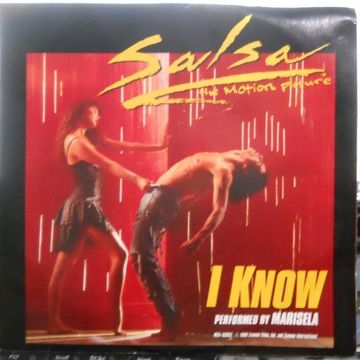 Salsa
the Motion picture
I KNOW
PERFORMED BY MARISELA